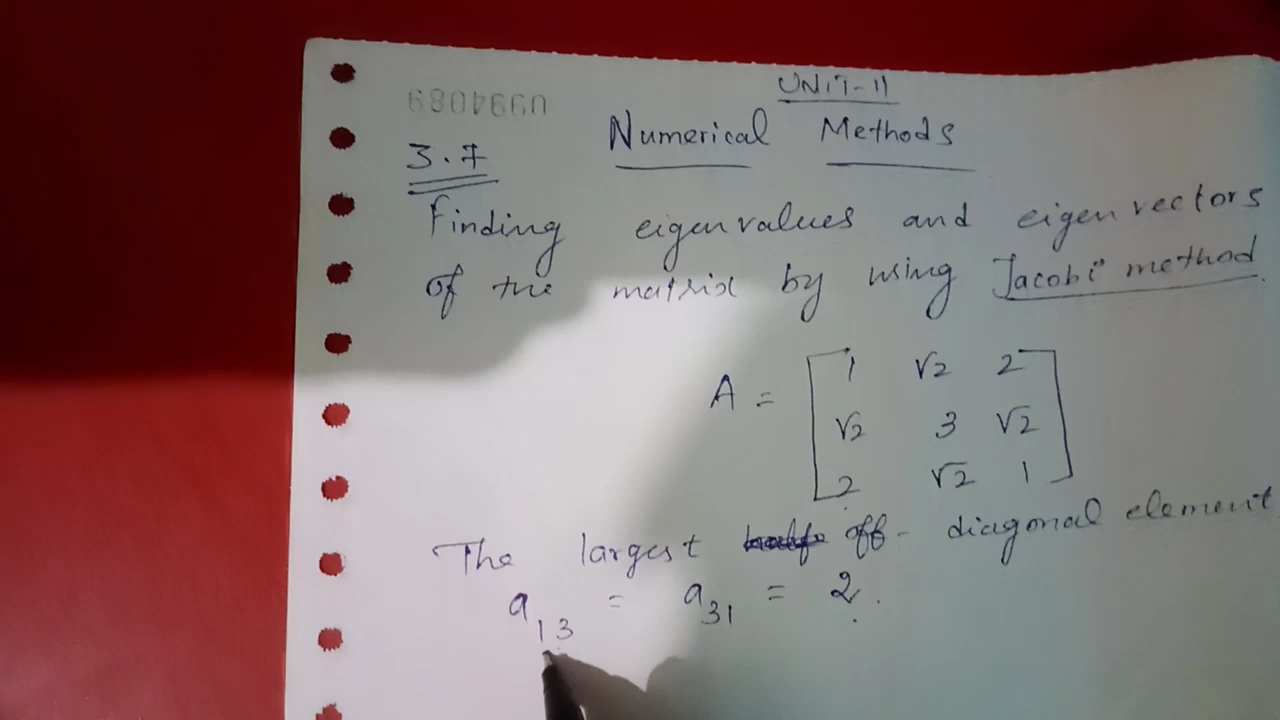 UNIT-II
U994089
Numerical Methods
3.7
Finding eigenvalues and eigenvectors
of the matrix by using Jacobi method.
A = [ 1 √2 2
√2 3 √2
2 √2 1 ]
The largest off-diagonal element
a13 = a31 = 2.